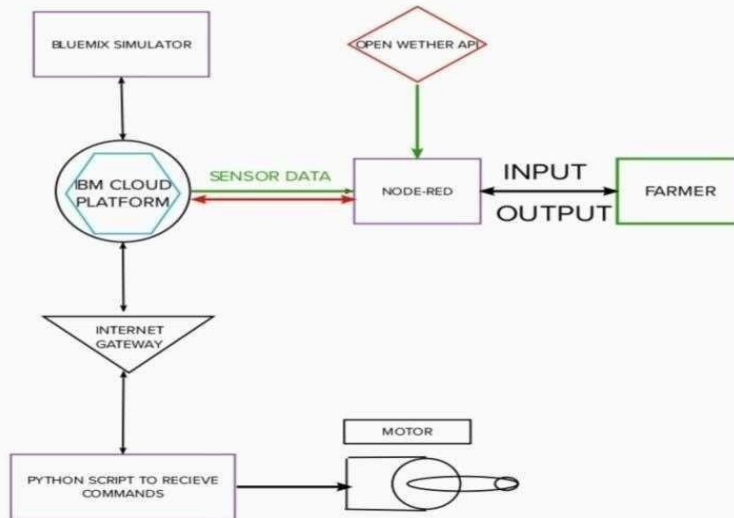 BLUEMIX SIMULATOR
OPEN WETHER API
IBM CLOUD
PLATFORM
SENSOR DATA
NODE-RED
INPUT
OUTPUT
FARMER
INTERNET
GATEWAY
MOTOR
PYTHON SCRIPT TO RECIEVE
COMMANDS